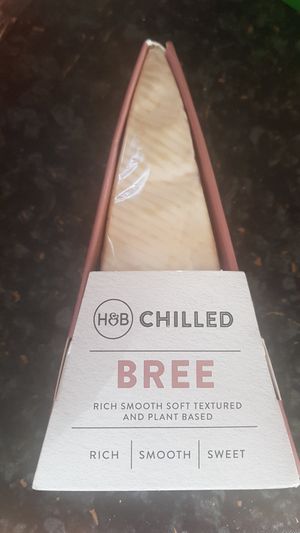 H&B CHILLED
BREE
RICH SMOOTH SOFT TEXTURED
AND PLANT BASED
RICH | SMOOTH | SWEET